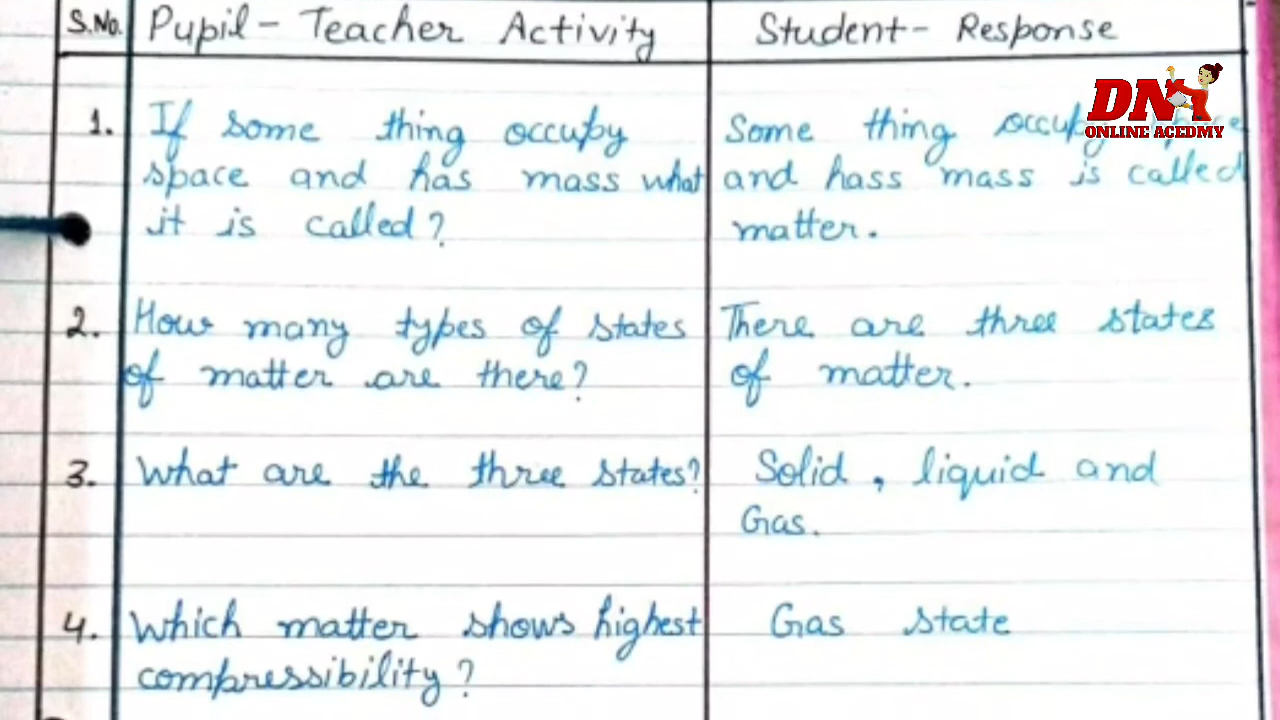 S.No. Pupil - Teacher Activity Student - Response
1. If some thing occupy
space and has mass what
it is called?
Some thing occupy
and hass mass is called
matter.
2. How many types of states
of matter are there?
There are three states
of matter.
3. What are the three states?
Solid, liquid and
Gas.
4. Which matter shows highest
compressibility?
Gas state
DN
ONLINE ACEDMY